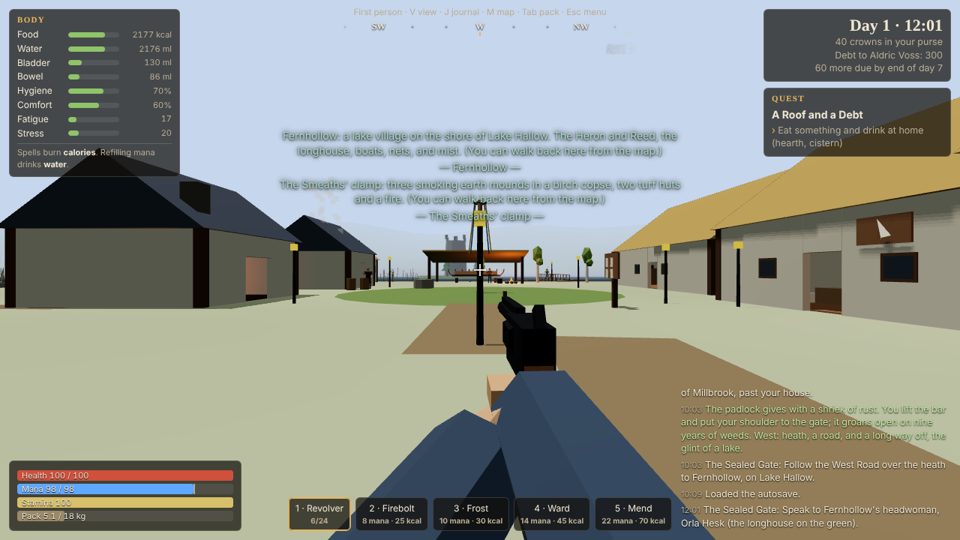 First person · V view · J journal · M map · Tab pack · Esc menu
SW
W
NW
BODY
Food 2177 kcal
Water 2176 ml
Bladder 130 ml
Bowel 86 ml
Hygiene 70%
Comfort 60%
Fatigue 17
Stress 20
Spells burn calories. Refilling mana
drinks water.
Day 1 · 12:01
40 crowns in your purse
Debt to Aldric Voss: 300
60 more due by end of day 7
QUEST
A Roof and a Debt
› Eat something and drink at home
(hearth, cistern)
Fernhollow: a lake village on the shore of Lake Hallow. The Heron and Reed, the
longhouse, boats, nets, and mist. (You can walk back here from the map.)
— Fernhollow —
The Smeaths' clamp: three smoking earth mounds in a birch copse, two turf huts
and a fire. (You can walk back here from the map.)
— The Smeaths' clamp —
of Millbrook, past your house.
10:03 The padlock gives with a shriek of rust. You lift the bar
and put your shoulder to the gate; it groans open on nine
years of weeds. West: heath, a road, and a long way off, the
glint of a lake.
10:03 The Sealed Gate: Follow the West Road over the heath
to Fernhollow, on Lake Hallow.
10:09 Loaded the autosave.
12:01 The Sealed Gate: Speak to Fernhollow's headwoman,
Orla Hesk (the longhouse on the green).
Health 100 / 100
Mana 98 / 98
Stamina 100
Pack 5.1 / 18 kg
1 · Revolver
6/24
2 · Firebolt
8 mana · 25 kcal
3 · Frost
10 mana · 30 kcal
4 · Ward
14 mana · 45 kcal
5 · Mend
22 mana · 70 kcal